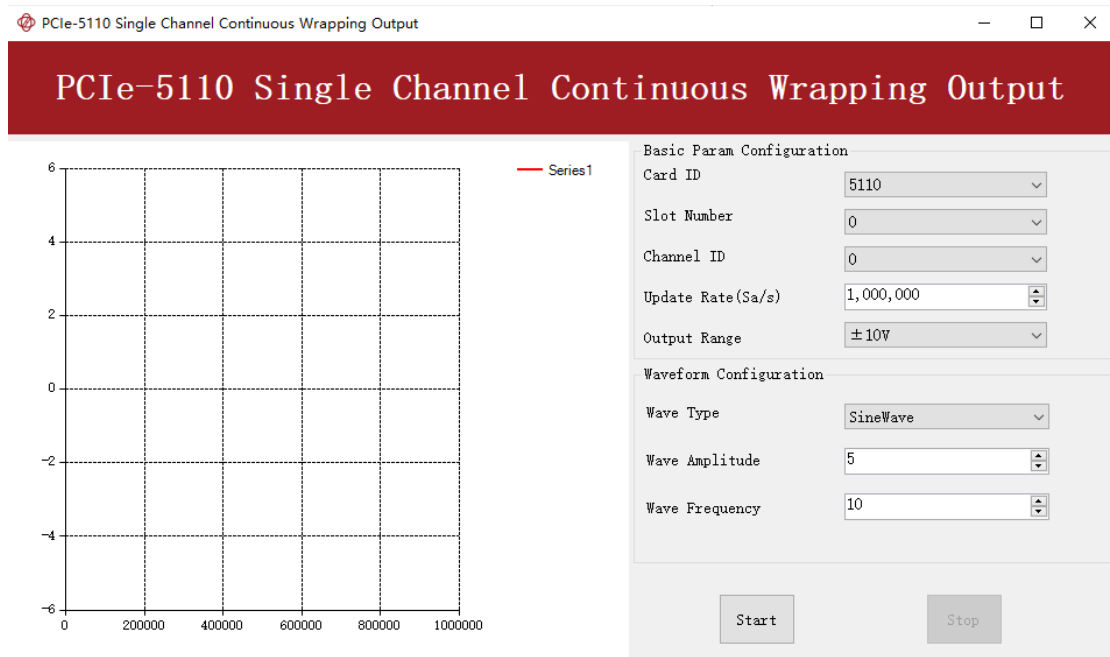 PCIe-5110 Single Channel Continuous Wrapping Output
PCIe-5110 Single Channel Continuous Wrapping Output
6
4
2
0
-2
-4
-6
0 200000 400000 600000 800000 1000000
Series1
Basic Param Configuration
Card ID 5110
Slot Number 0
Channel ID 0
Update Rate(Sa/s) 1,000,000
Output Range ±10V
Waveform Configuration
Wave Type SineWave
Wave Amplitude 5
Wave Frequency 10
Start Stop